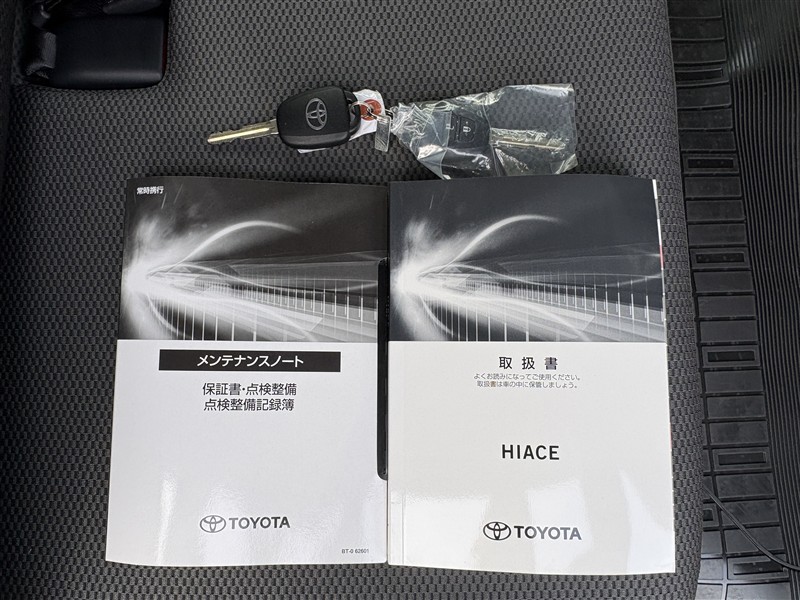 常時携行
メンテナンスノート
保証書・点検整備
点検整備記録簿
TOYOTA
BT-0 62601
取扱書
よくお読みになってご使用ください。
取扱書は車の中に保管しましょう。
HIACE
TOYOTA